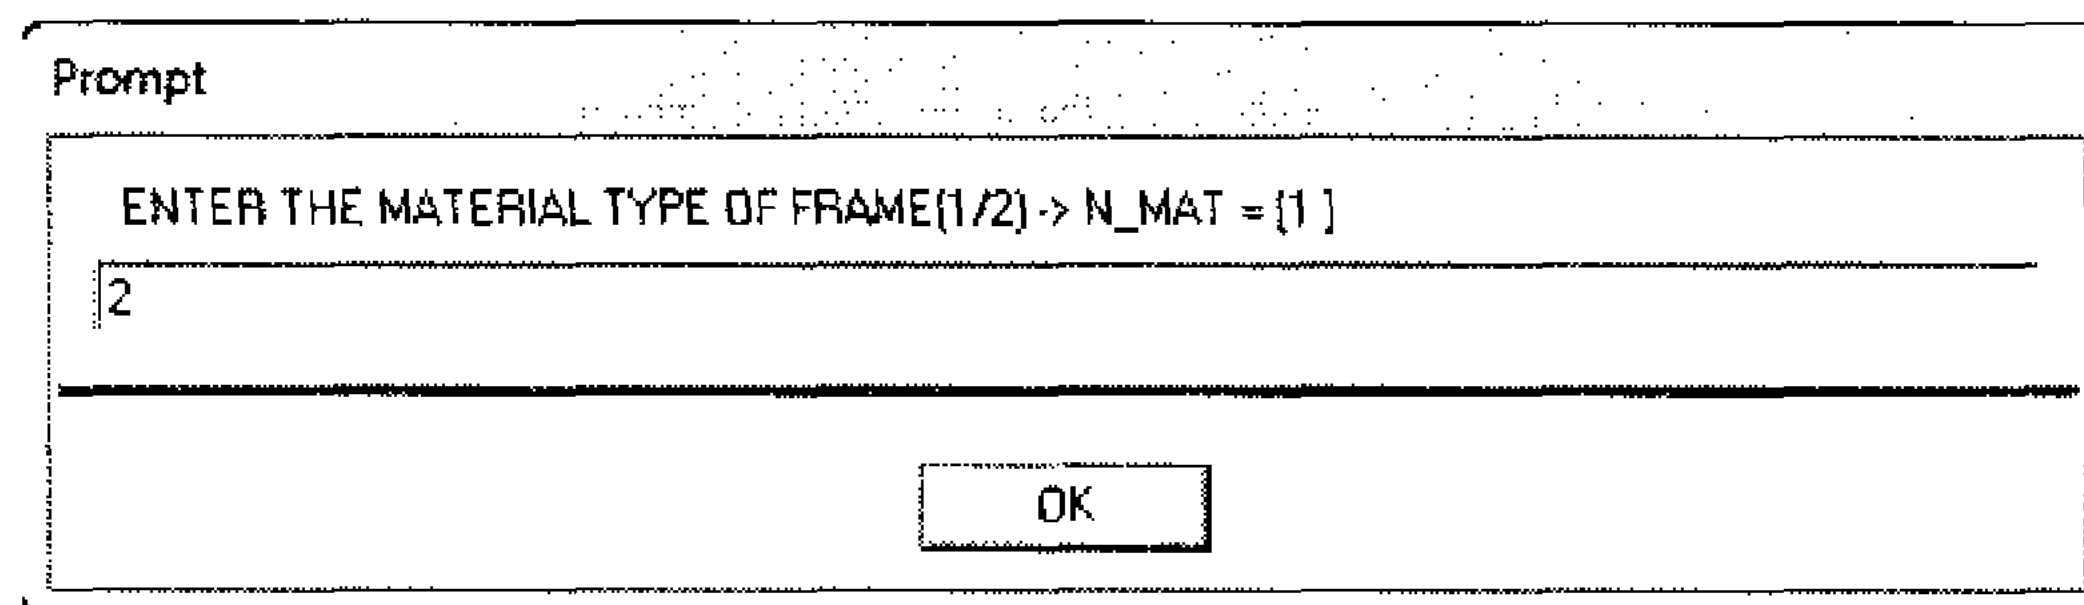 Prompt
ENTER THE MATERIAL TYPE OF FRAME(1/2) -> N_MAT = [1 ]
2
OK